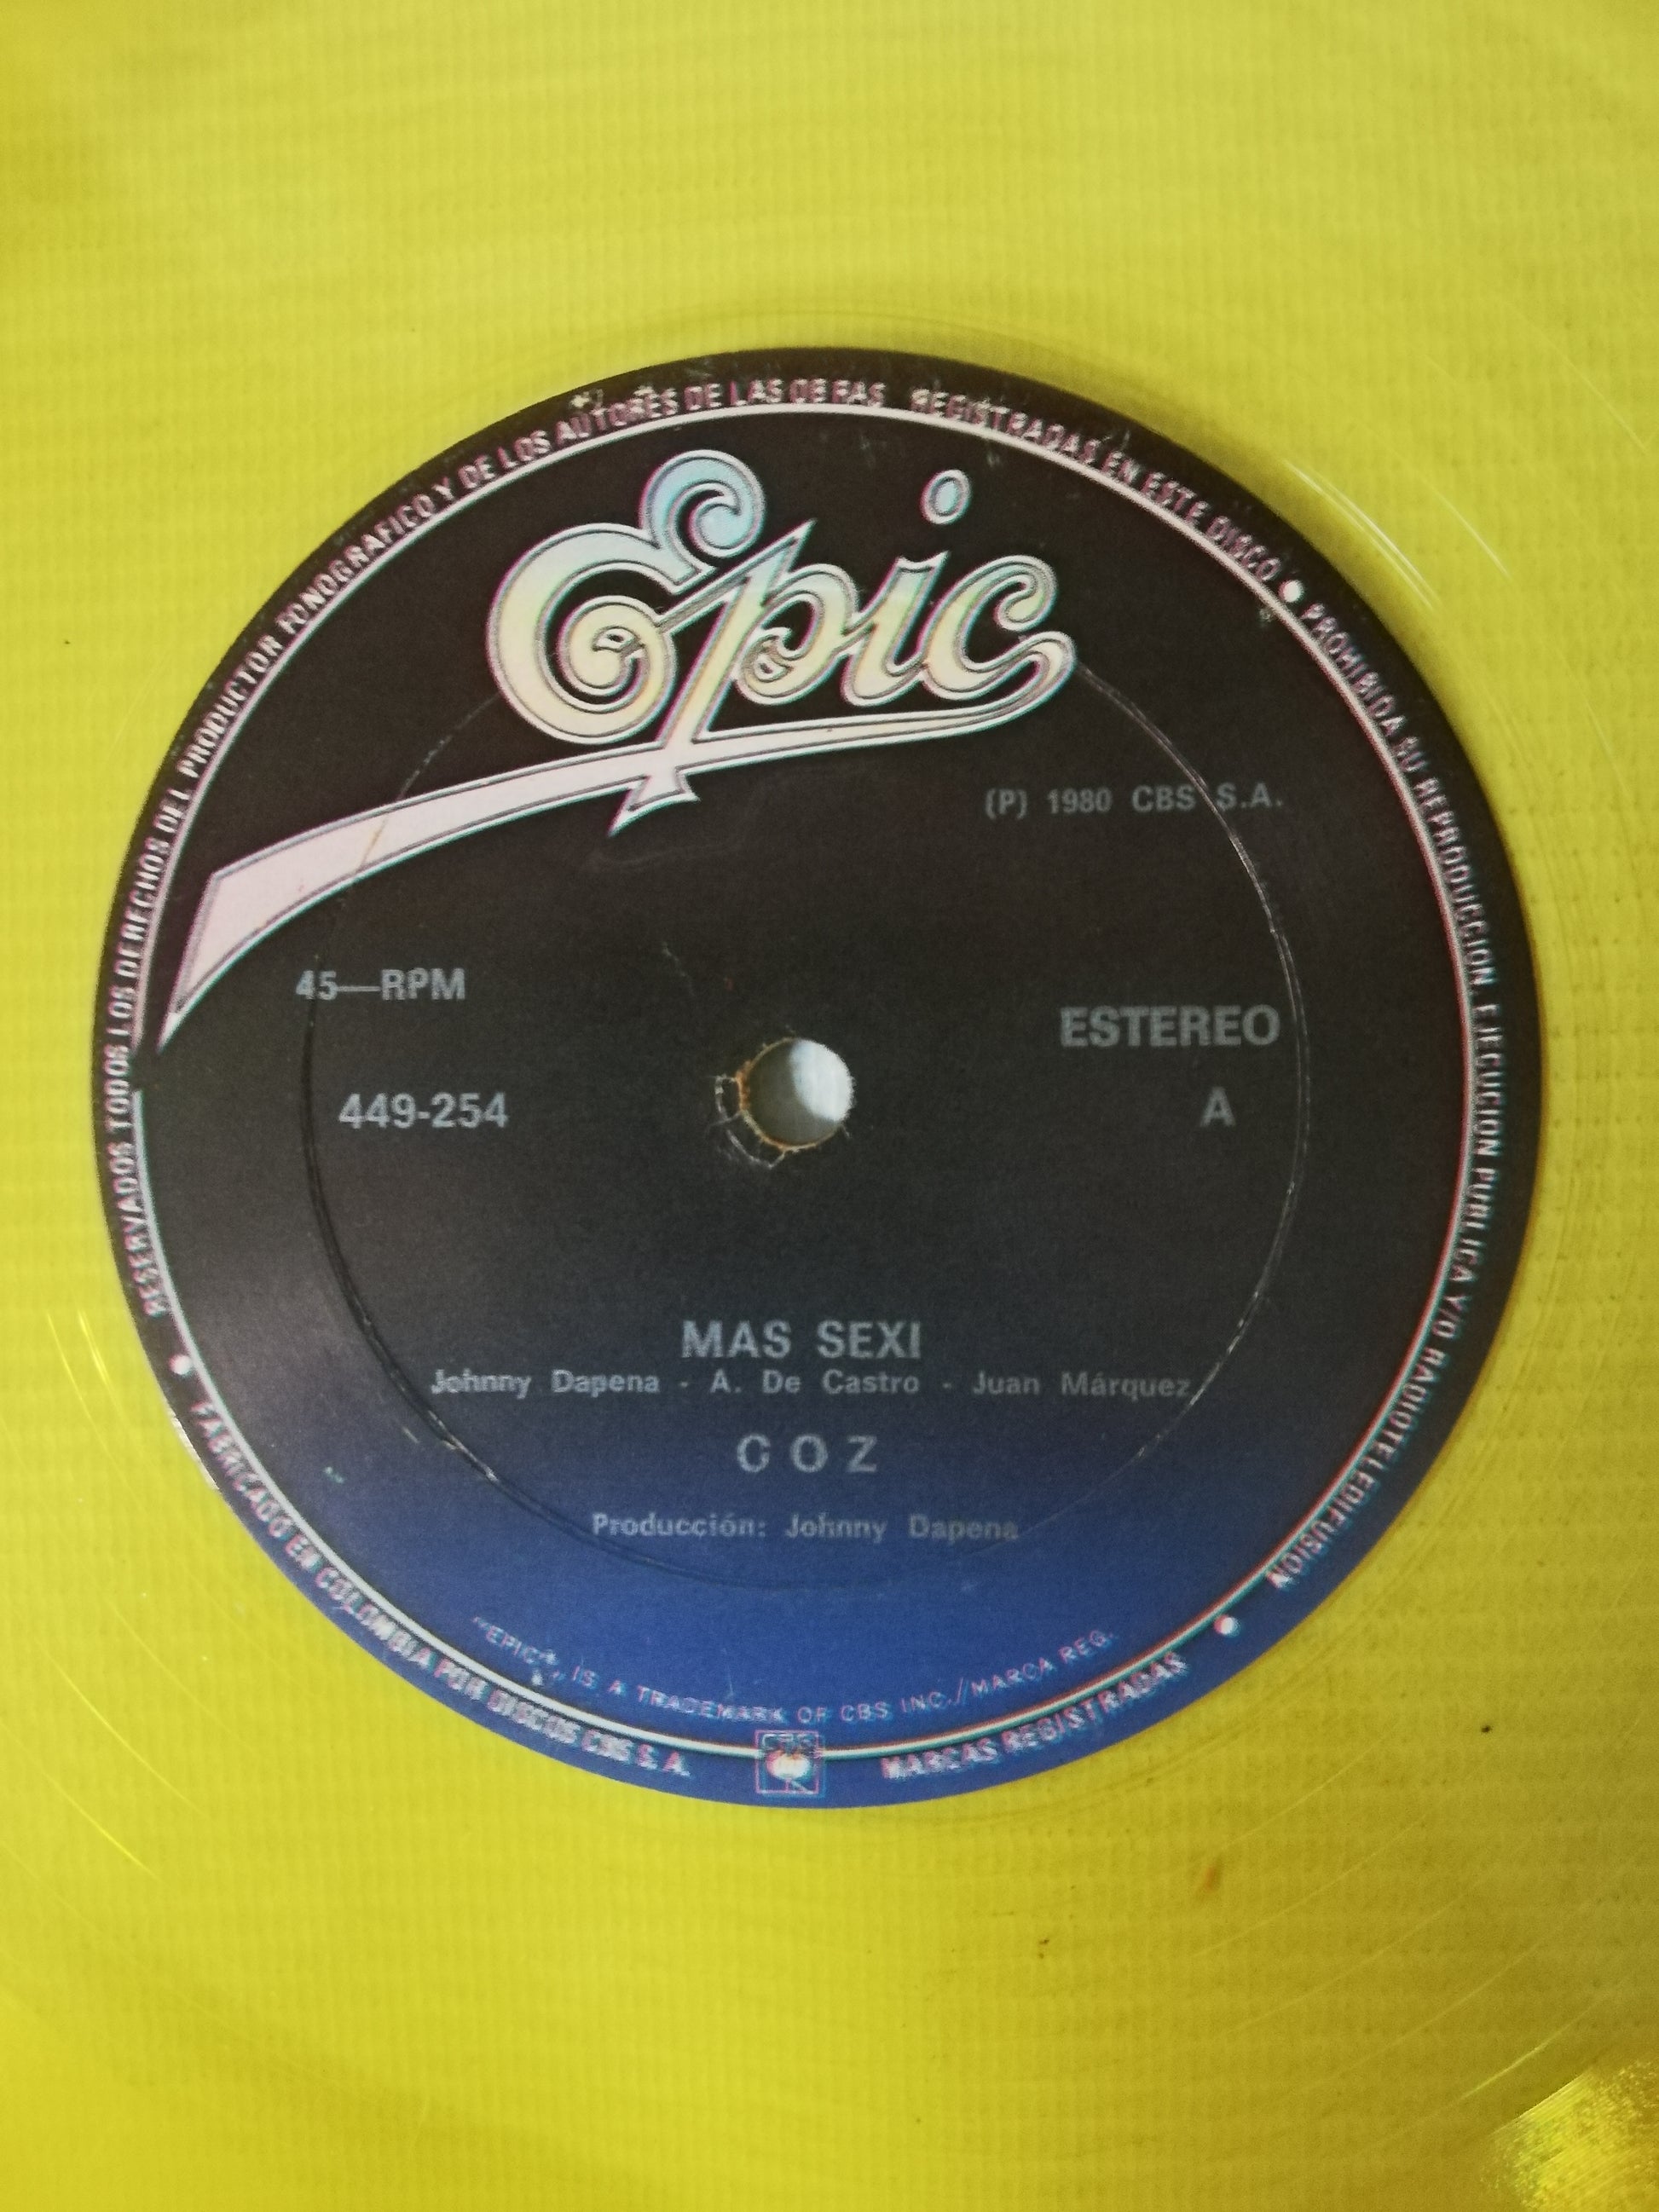 RESERVADOS TODOS LOS DERECHOS DEL PRODUCTOR FONOGRAFICO Y DE LOS AUTORES DE LAS OBRAS REGISTRADAS EN ESTE DISCO • PROHIBIDA SU REPRODUCCION, EJECUCION PUBLICA Y/O RADIOTELEDIFUSION
Epic
(P) 1980 CBS S.A.
45—RPM
ESTEREO
449-254
A
MAS SEXI
Johnny Dapena - A. De Castro - Juan Márquez
COZ
Producción: Johnny Dapena
"EPIC", IS A TRADEMARK OF CBS INC./MARCA REG.
• FABRICADO EN COLOMBIA POR DISCOS CBS S. A.
CBS
MARCAS REGISTRADAS •